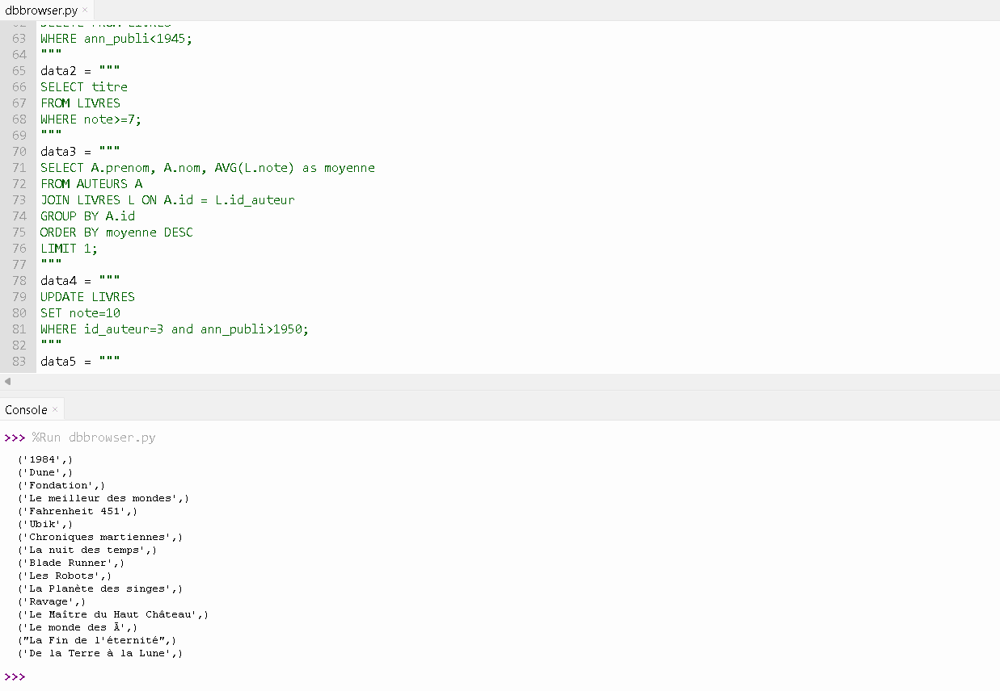 dbbrowser.py ×
62 DELETE FROM LIVRES
63 WHERE ann_publi<1945;
64 """
65 data2 = """
66 SELECT titre
67 FROM LIVRES
68 WHERE note>=7;
69 """
70 data3 = """
71 SELECT A.prenom, A.nom, AVG(L.note) as moyenne
72 FROM AUTEURS A
73 JOIN LIVRES L ON A.id = L.id_auteur
74 GROUP BY A.id
75 ORDER BY moyenne DESC
76 LIMIT 1;
77 """
78 data4 = """
79 UPDATE LIVRES
80 SET note=10
81 WHERE id_auteur=3 and ann_publi>1950;
82 """
83 data5 = """
Console ×
>>> %Run dbbrowser.py
('1984',)
('Dune',)
('Fondation',)
('Le meilleur des mondes',)
('Fahrenheit 451',)
('Ubik',)
('Chroniques martiennes',)
('La nuit des temps',)
('Blade Runner',)
('Les Robots',)
('La Planète des singes',)
('Ravage',)
('Le Maître du Haut Château',)
('Le monde des Ā',)
("La Fin de l'éternité",)
('De la Terre à la Lune',)
>>>